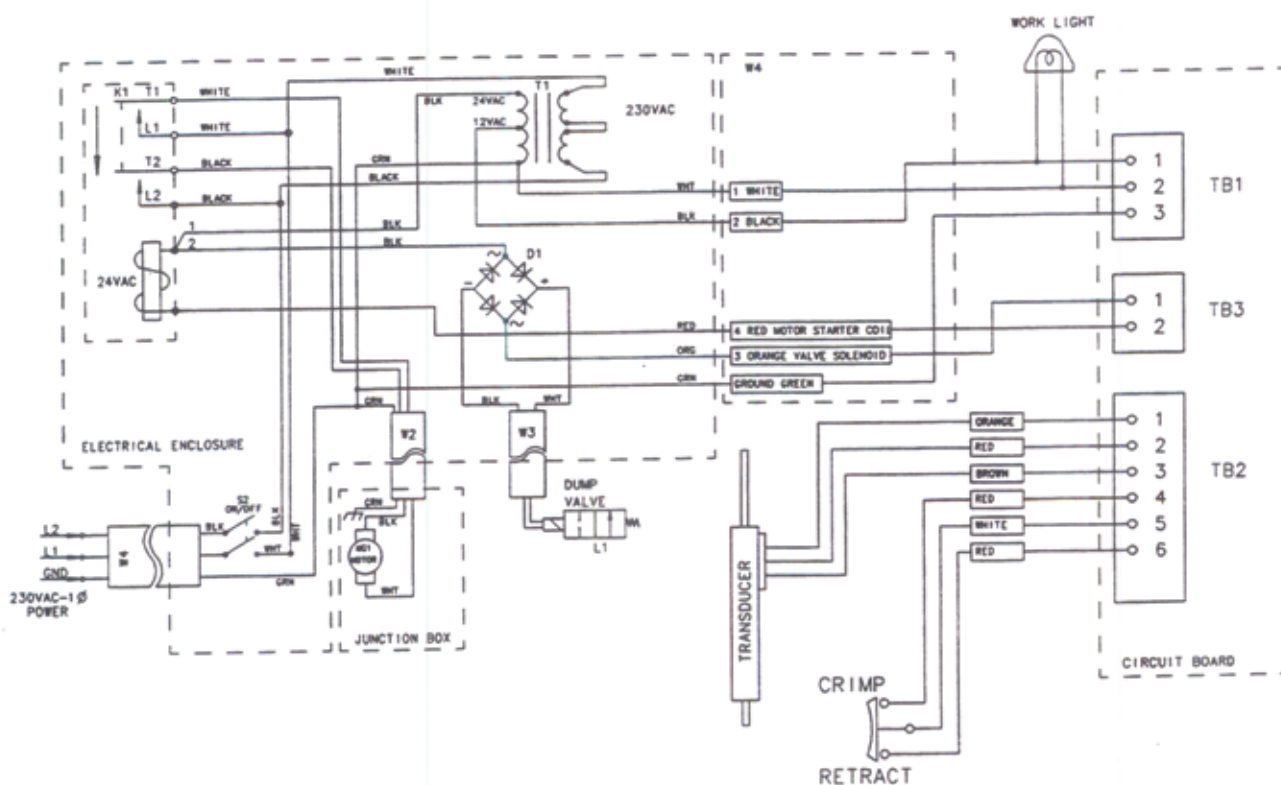 WORK LIGHT
W4
WHITE
K1 T1 WHITE
L1 WHITE
T2 BLACK
L2 BLACK
1 BLK
2 BLK
24VAC
BLK
24VAC
T1
12VAC
230VAC
GRN
BLACK
D1
~
- +
~
WHT
BLK
1 WHITE
2 BLACK
RED
4 RED MOTOR STARTER COIL
ORG
3 ORANGE VALVE SOLENOID
GRN
GROUND GREEN
1
2
3
TB1
1
2
TB3
1
2
3
4
5
6
TB2
ORANGE
RED
BROWN
RED
WHITE
RED
CIRCUIT BOARD
ELECTRICAL ENCLOSURE
GRN
W2
BLK
WHT
W3
DUMP
VALVE
L1
S2
ON/OFF
BLK
WHT
BLK
WHT
GRN
L2
L1
GND
230VAC-1Ø
POWER
GRN
BLK
MOTOR
WHT
JUNCTION BOX
TRANSDUCER
CRIMP
RETRACT